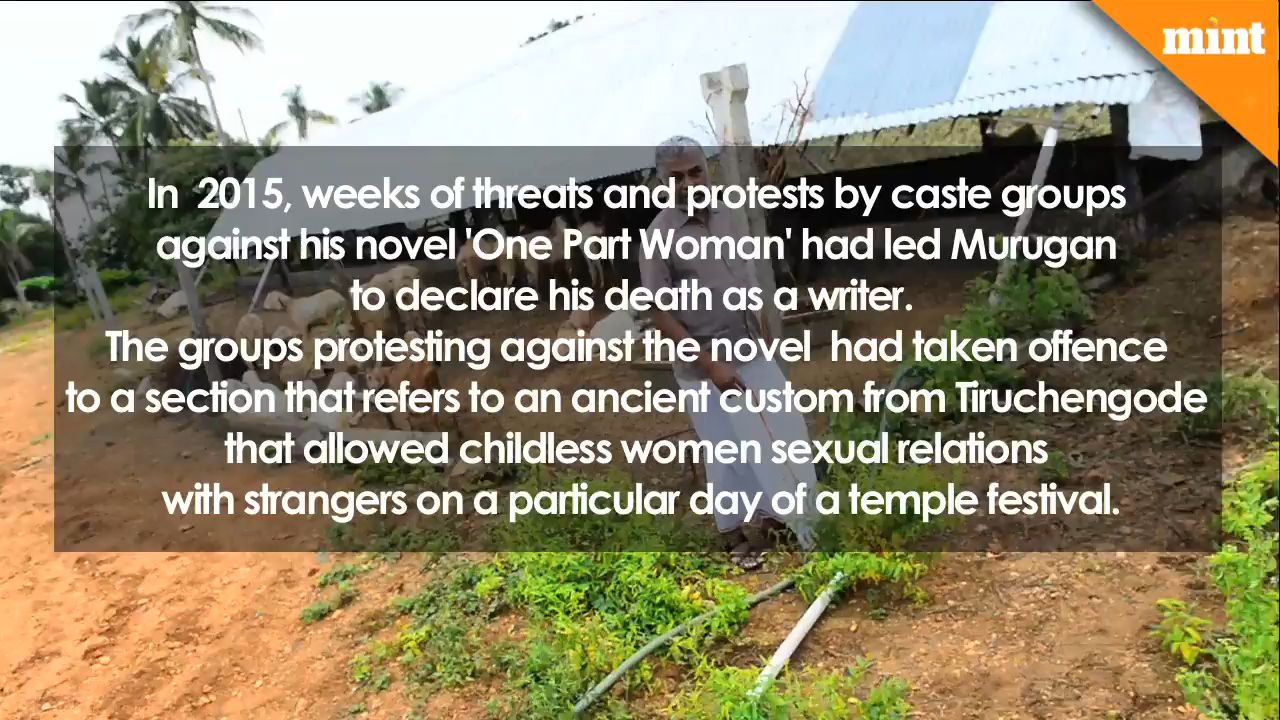 mint
In 2015, weeks of threats and protests by caste groups
against his novel 'One Part Woman' had led Murugan
to declare his death as a writer.
The groups protesting against the novel had taken offence
to a section that refers to an ancient custom from Tiruchengode
that allowed childless women sexual relations
with strangers on a particular day of a temple festival.